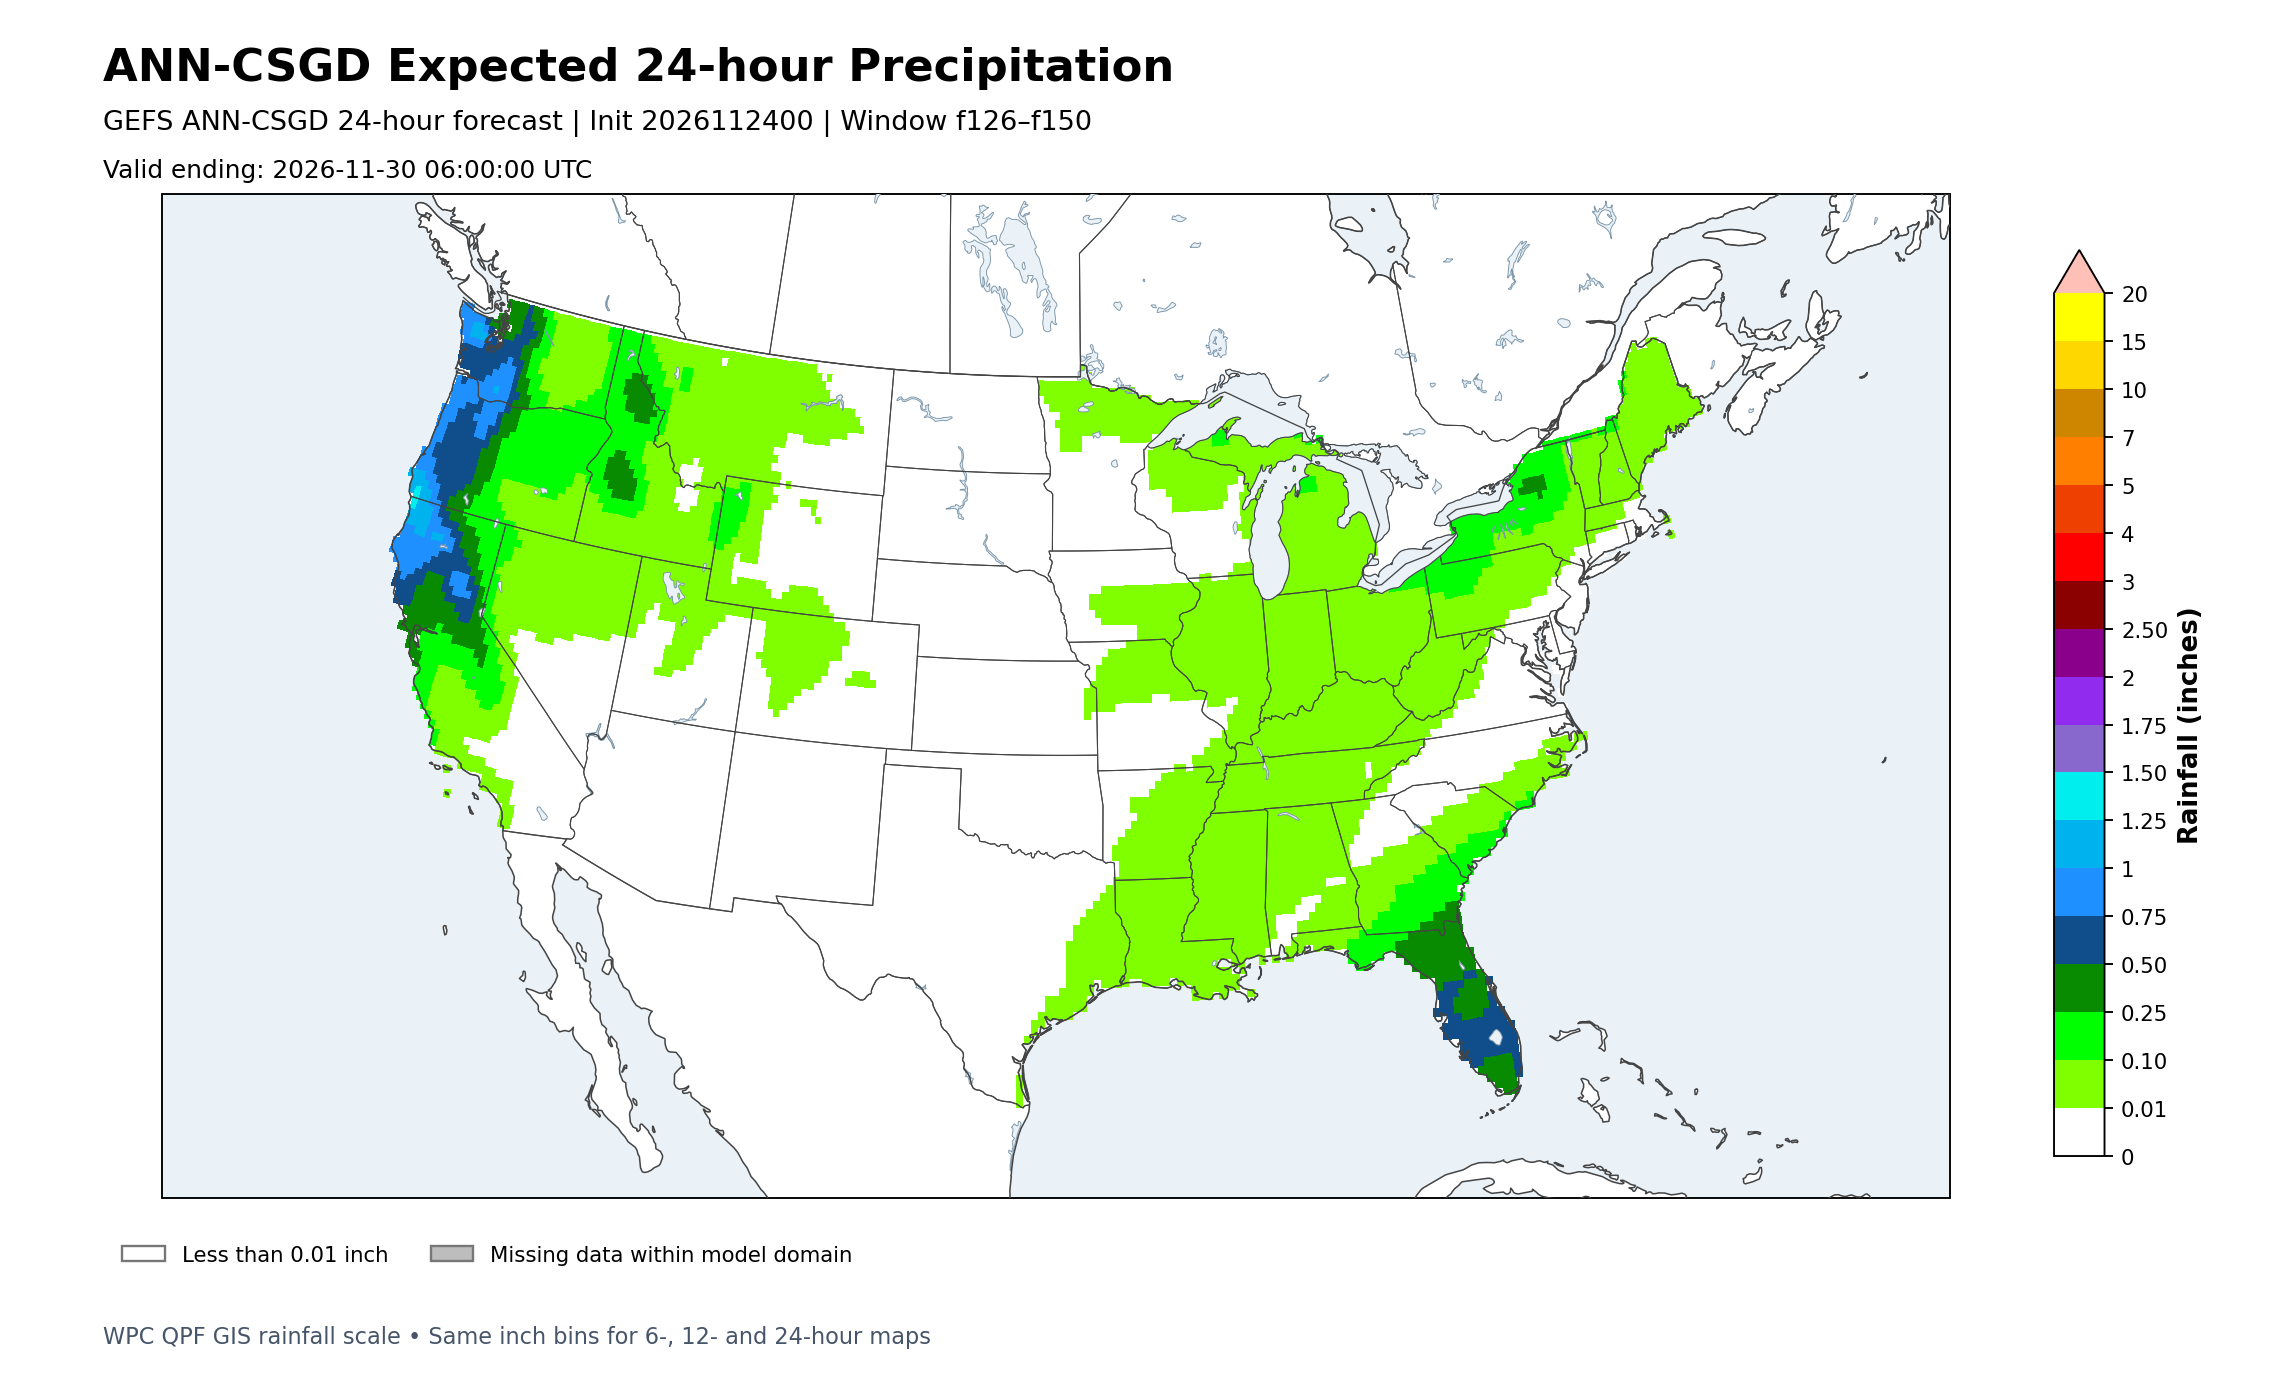 ANN-CSGD Expected 24-hour Precipitation
GEFS ANN-CSGD 24-hour forecast | Init 2026112400 | Window f126–f150
Valid ending: 2026-11-30 06:00:00 UTC
20
15
10
7
5
4
3
2.50
2
1.75
1.50
1.25
1
0.75
0.50
0.25
0.10
0.01
0
Rainfall (inches)
Less than 0.01 inch
Missing data within model domain
WPC QPF GIS rainfall scale • Same inch bins for 6-, 12- and 24-hour maps